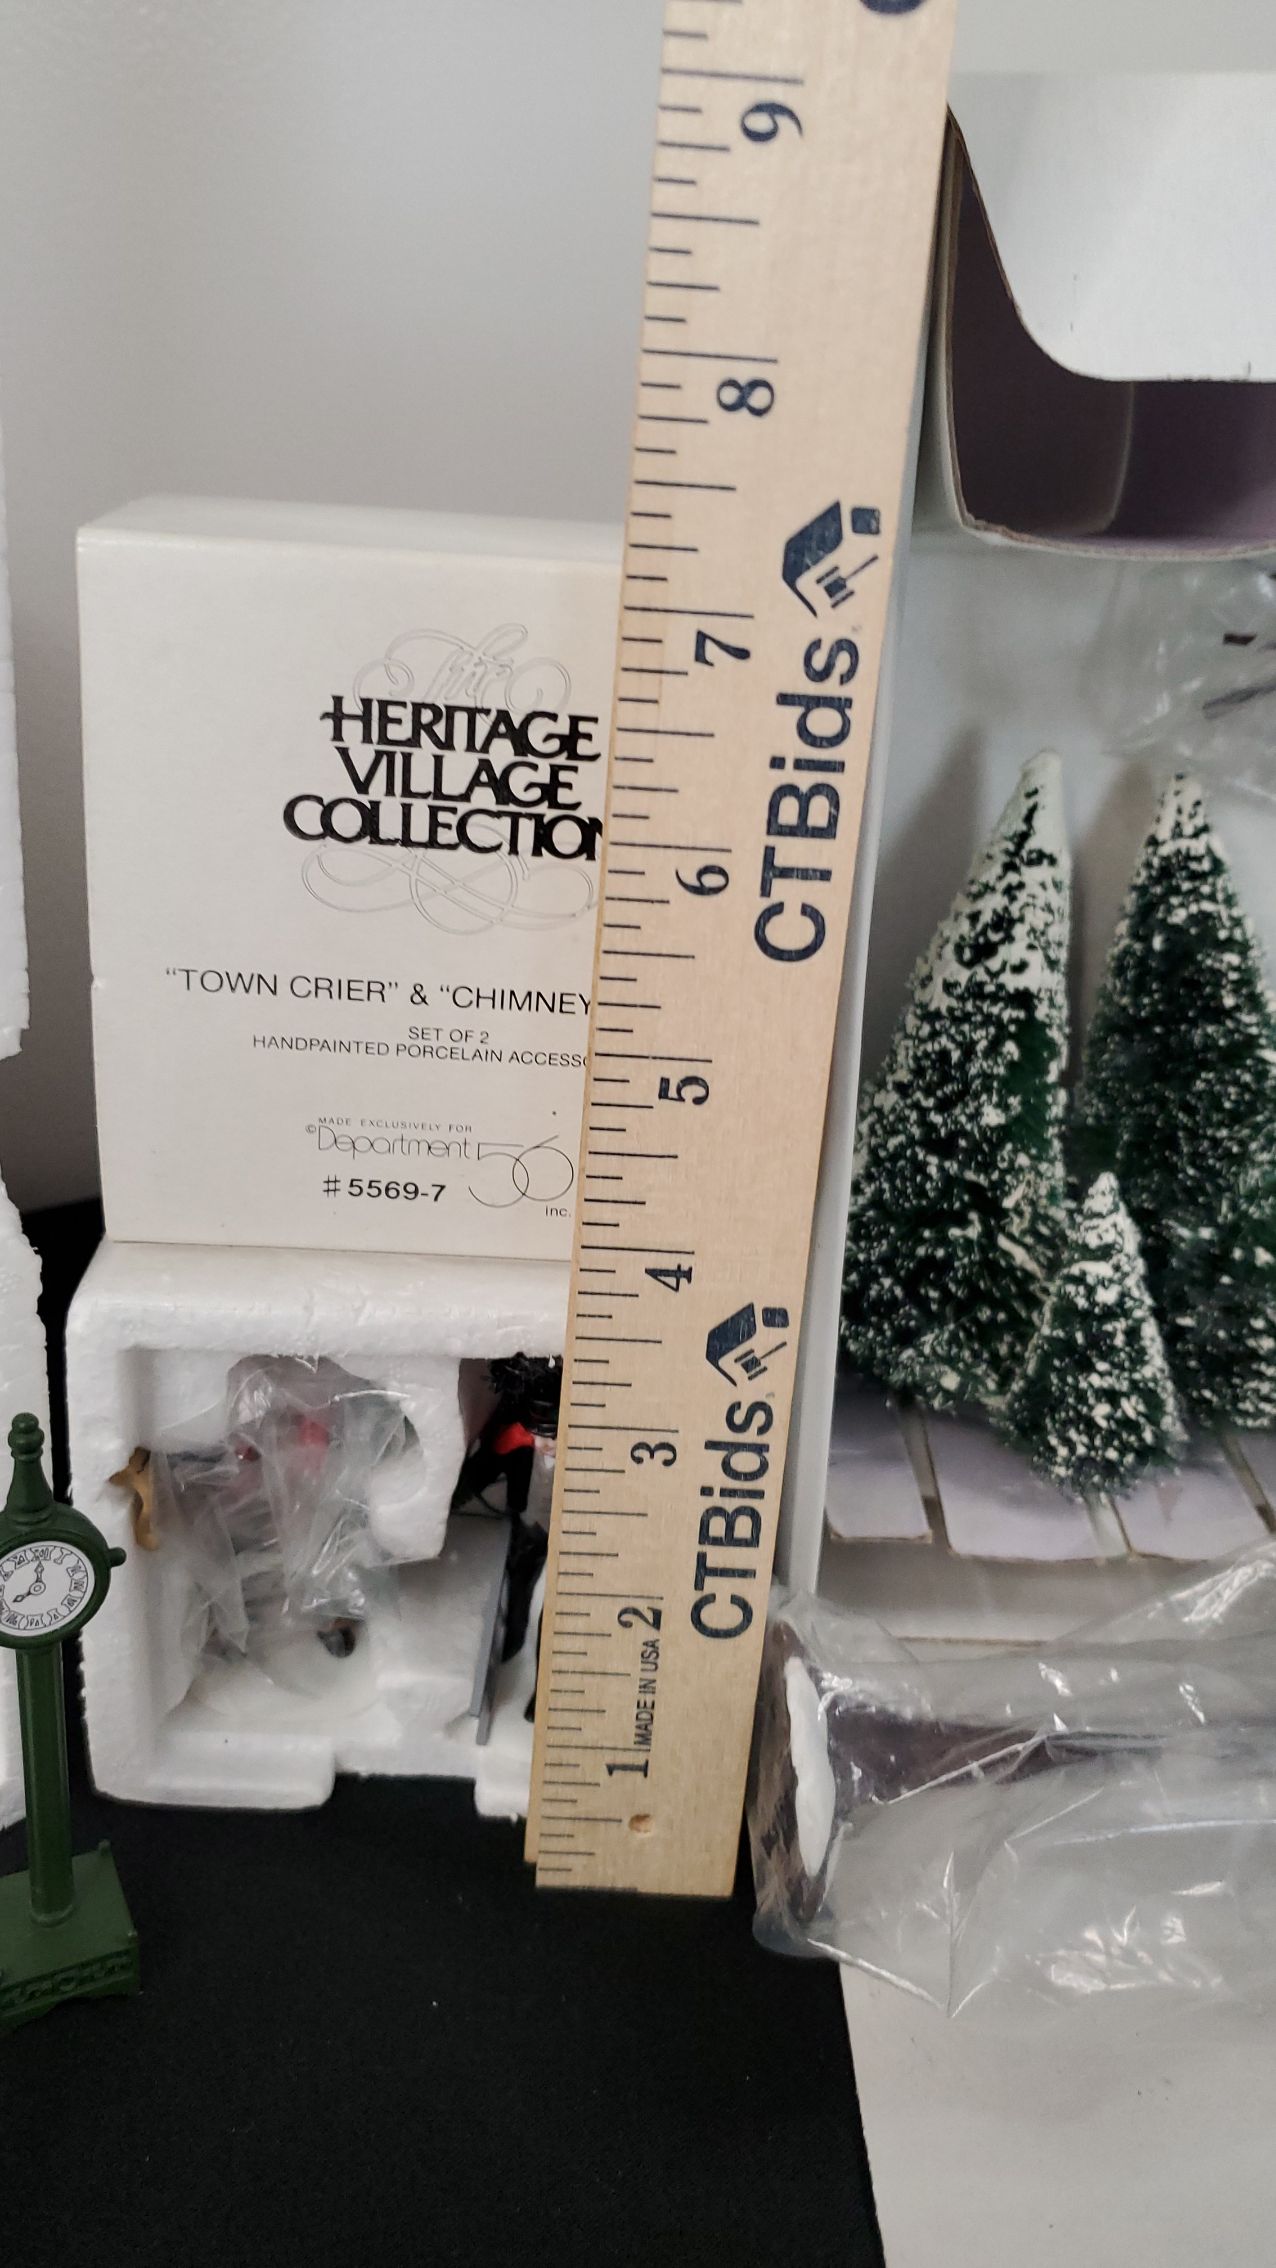 The
HERITAGE
VILLAGE
COLLECTION
"TOWN CRIER" & "CHIMNEY
SET OF 2
HANDPAINTED PORCELAIN ACCESSO
MADE EXCLUSIVELY FOR
©Department 56
inc.
#5569-7
9
8
7
6
5
4
3
2
1
MADE IN USA
CTBids
CTBids